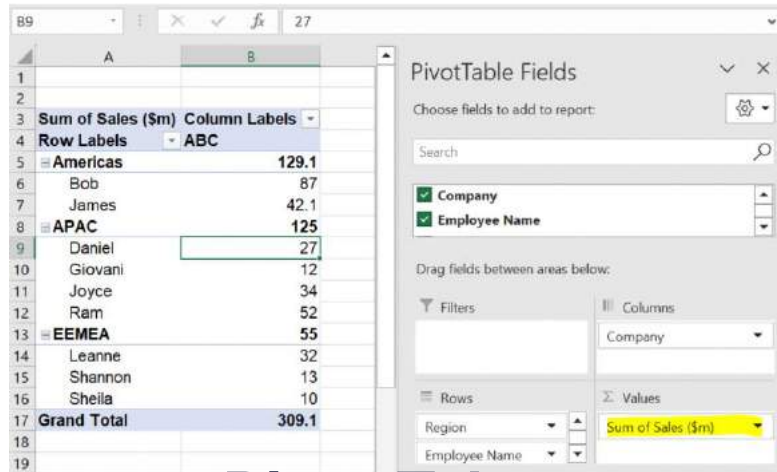 B9 fx 27
A B
1
2
3 Sum of Sales ($m) Column Labels
4 Row Labels ABC
5 Americas 129.1
6 Bob 87
7 James 42.1
8 APAC 125
9 Daniel 27
10 Giovani 12
11 Joyce 34
12 Ram 52
13 EEMEA 55
14 Leanne 32
15 Shannon 13
16 Sheila 10
17 Grand Total 309.1
18
19
PivotTable Fields
Choose fields to add to report:
Search
Company
Employee Name
Drag fields between areas below:
Filters
Columns
Company
Rows
Region
Employee Name
Σ Values
Sum of Sales ($m)